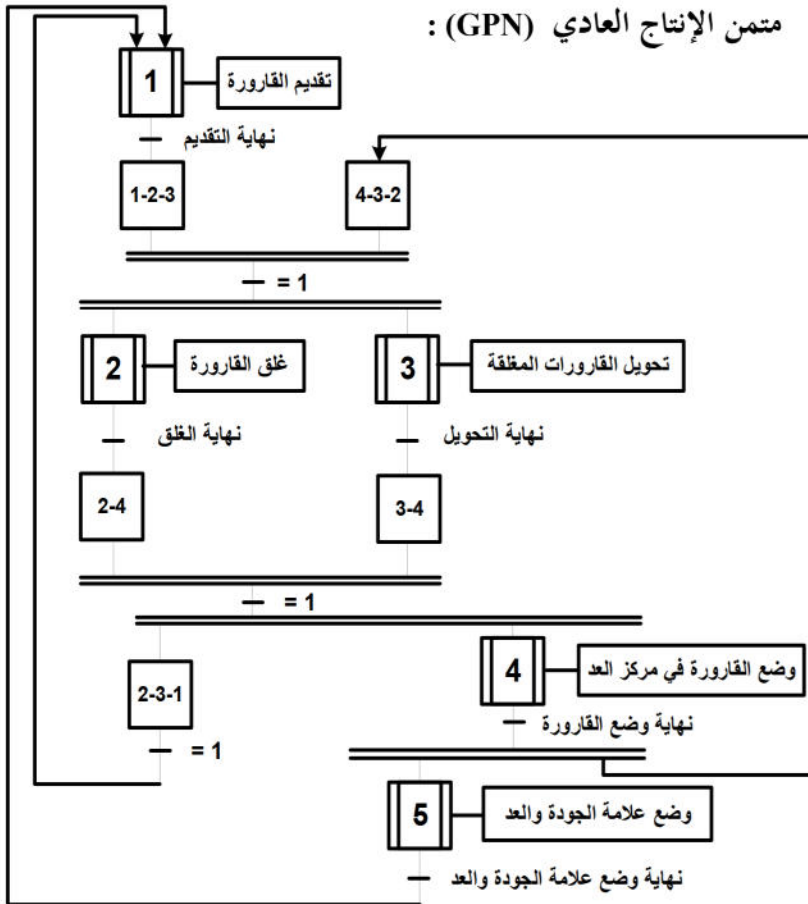 متمن الإنتاج العادي (GPN) :
1
تقديم القارورة
نهاية التقديم
1-2-3
4-3-2
= 1
2
غلق القارورة
3
تحويل القارورات المغلقة
نهاية الغلق
نهاية التحويل
2-4
3-4
= 1
2-3-1
4
وضع القارورة في مركز العد
نهاية وضع القارورة
= 1
5
وضع علامة الجودة والعد
نهاية وضع علامة الجودة والعد